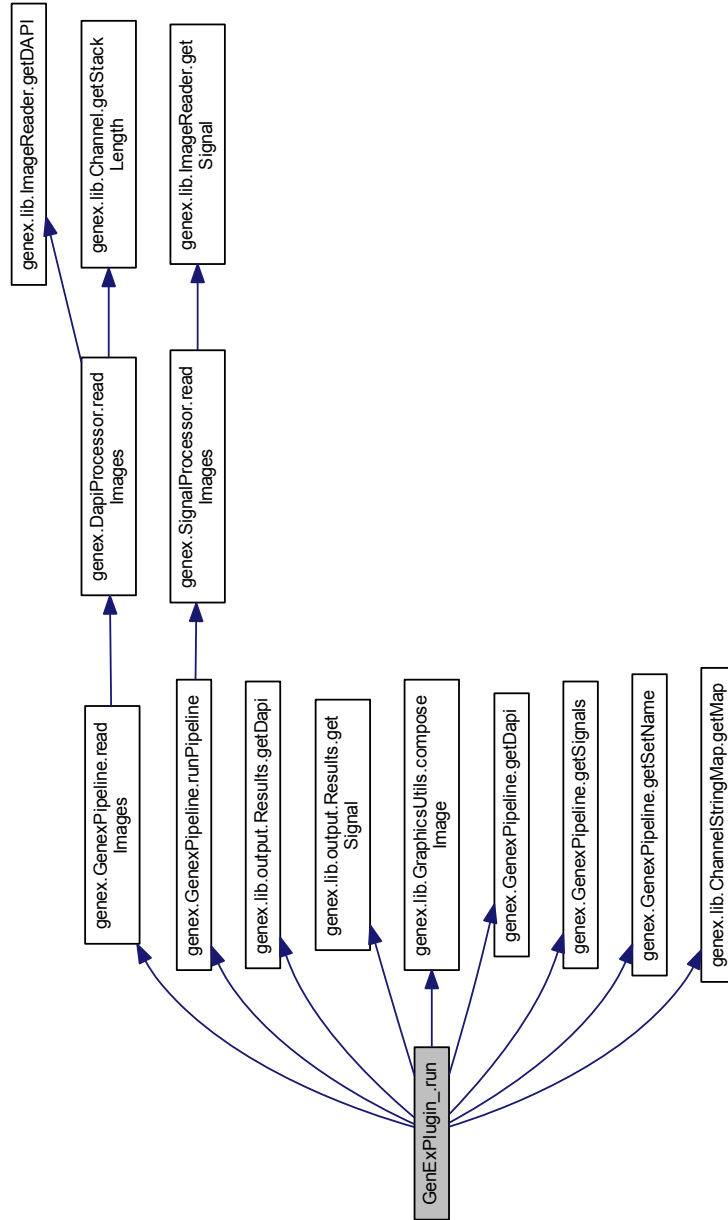 GenExPlugin_.run
genex.GenexPipeline.read
Images
genex.GenexPipeline.runPipeline
genex.lib.output.Results.getDapi
genex.lib.output.Results.get
Signal
genex.lib.GraphicsUtils.compose
Image
genex.GenexPipeline.getDapi
genex.GenexPipeline.getSignals
genex.GenexPipeline.getSetName
genex.lib.ChannelStringMap.getMap
genex.DapiProcessor.read
Images
genex.SignalProcessor.read
Images
genex.lib.ImageReader.getDAPI
genex.lib.Channel.getStack
Length
genex.lib.ImageReader.get
Signal